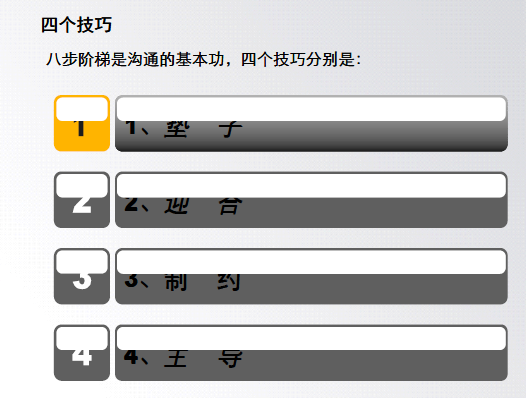 四个技巧
八步阶梯是沟通的基本功，四个技巧分别是：
1 1、垫 子
2 2、迎 合
3 3、制 约
4 4、主 导